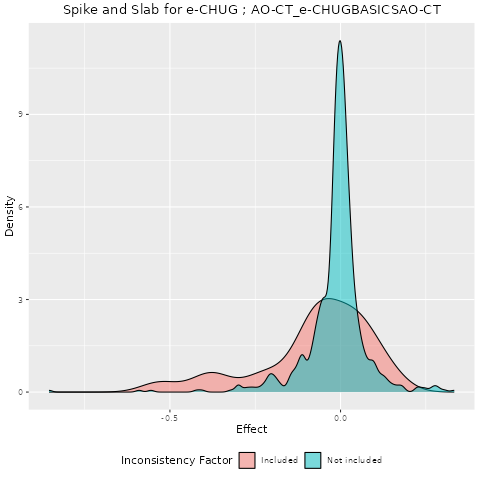 Spike and Slab for e-CHUG ; AO-CT_e-CHUGBASICSAO-CT
Density
9
6
3
0
-0.5 0.0
Effect
Inconsistency Factor Included Not included